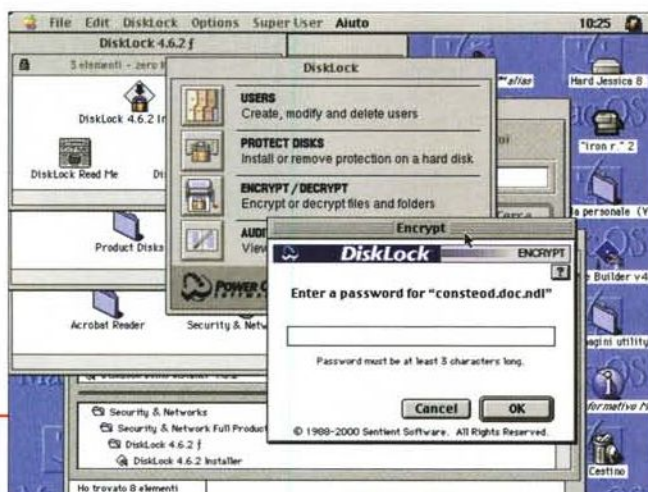 File Edit DiskLock Options Super User Aiuto 10:25
DiskLock 4.6.2 ƒ
5 elementi - zero
DiskLock 4.6.2
DiskLock Read Me
Product Disks
Acrobat Reader
Security &
DiskLock
USERS
Create, modify and delete users
PROTECT DISKS
Install or remove protection on a hard disk
ENCRYPT / DECRYPT
Encrypt or decrypt files and folders
Encrypt
DiskLock ENCRYPT
?
Enter a password for "consteod.doc.ndl"
Password must be at least 3 characters long.
Cancel OK
© 1988-2000 Sentient Software. All Rights Reserved.
Security & Networks
Security & Network Full Product
DiskLock 4.6.2 ƒ
DiskLock 4.6.2 Installer
Ho trovato 8 elementi
alias
Hard Jessica 8
"iron r." 2
personale
Builder v4
utility
Cestino